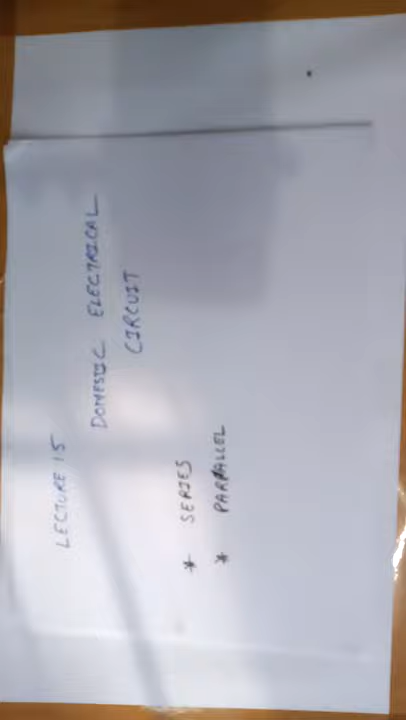 LECTURE 15
DOMESTIC ELECTRICAL
CIRCUIT
* SERIES
* PARALLEL